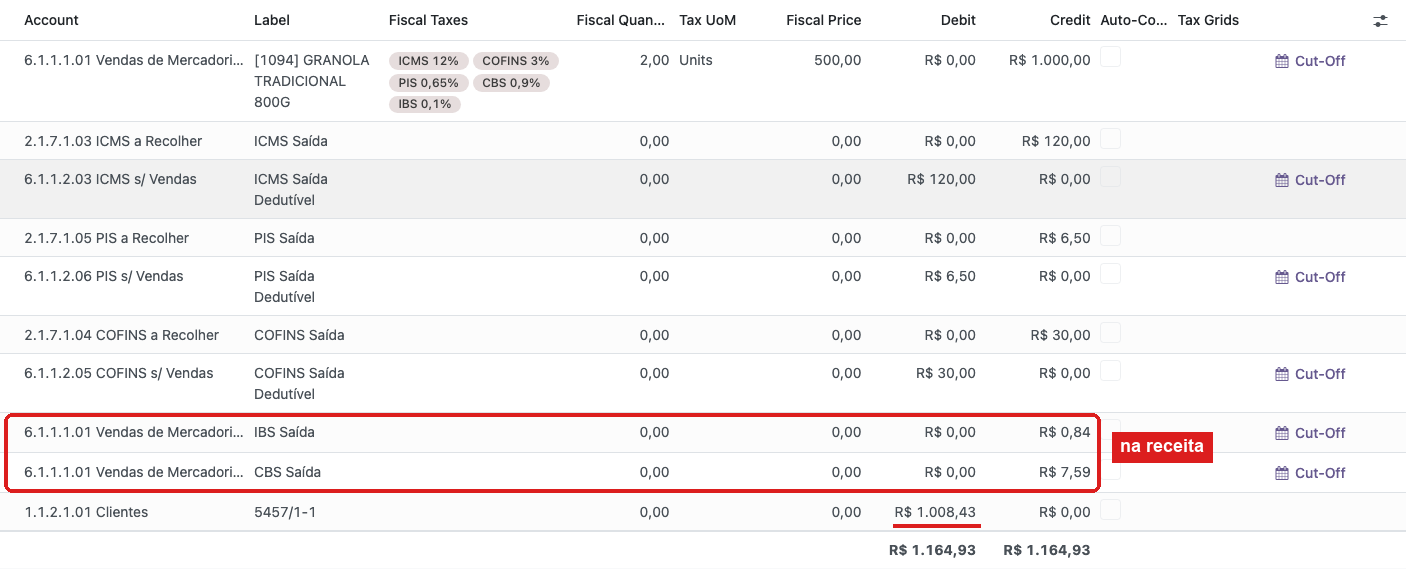 Account Label Fiscal Taxes Fiscal Quan... Tax UoM Fiscal Price Debit Credit Auto-Co... Tax Grids
6.1.1.1.01 Vendas de Mercadori... [1094] GRANOLA ICMS 12% COFINS 3% 2,00 Units 500,00 R$ 0,00 R$ 1.000,00 Cut-Off
TRADICIONAL PIS 0,65% CBS 0,9%
800G IBS 0,1%
2.1.7.1.03 ICMS a Recolher ICMS Saída 0,00 0,00 R$ 0,00 R$ 120,00
6.1.1.2.03 ICMS s/ Vendas ICMS Saída 0,00 0,00 R$ 120,00 R$ 0,00 Cut-Off
Dedutível
2.1.7.1.05 PIS a Recolher PIS Saída 0,00 0,00 R$ 0,00 R$ 6,50
6.1.1.2.06 PIS s/ Vendas PIS Saída 0,00 0,00 R$ 6,50 R$ 0,00 Cut-Off
Dedutível
2.1.7.1.04 COFINS a Recolher COFINS Saída 0,00 0,00 R$ 0,00 R$ 30,00
6.1.1.2.05 COFINS s/ Vendas COFINS Saída 0,00 0,00 R$ 30,00 R$ 0,00 Cut-Off
Dedutível
6.1.1.1.01 Vendas de Mercadori... IBS Saída 0,00 0,00 R$ 0,00 R$ 0,84 na receita Cut-Off
6.1.1.1.01 Vendas de Mercadori... CBS Saída 0,00 0,00 R$ 0,00 R$ 7,59 Cut-Off
1.1.2.1.01 Clientes 5457/1-1 0,00 0,00 R$ 1.008,43 R$ 0,00
R$ 1.164,93 R$ 1.164,93